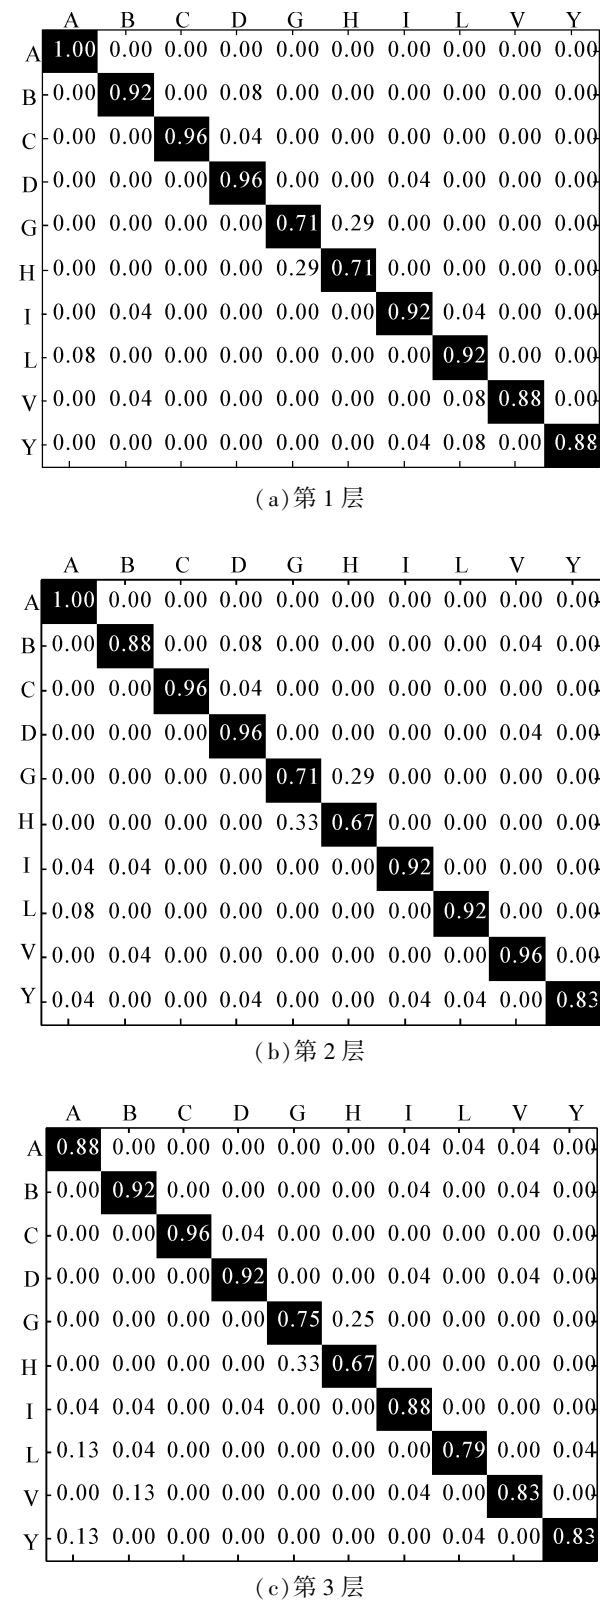 A B C D G H I L V Y
A 1.00 0.00 0.00 0.00 0.00 0.00 0.00 0.00 0.00 0.00
B 0.00 0.92 0.00 0.08 0.00 0.00 0.00 0.00 0.00 0.00
C 0.00 0.00 0.96 0.04 0.00 0.00 0.00 0.00 0.00 0.00
D 0.00 0.00 0.00 0.96 0.00 0.00 0.04 0.00 0.00 0.00
G 0.00 0.00 0.00 0.00 0.71 0.29 0.00 0.00 0.00 0.00
H 0.00 0.00 0.00 0.00 0.29 0.71 0.00 0.00 0.00 0.00
I 0.00 0.04 0.00 0.00 0.00 0.00 0.92 0.04 0.00 0.00
L 0.08 0.00 0.00 0.00 0.00 0.00 0.00 0.92 0.00 0.00
V 0.00 0.04 0.00 0.00 0.00 0.00 0.00 0.08 0.88 0.00
Y 0.00 0.00 0.00 0.00 0.00 0.00 0.04 0.08 0.00 0.88
(a)第1层
A B C D G H I L V Y
A 1.00 0.00 0.00 0.00 0.00 0.00 0.00 0.00 0.00 0.00
B 0.00 0.88 0.00 0.08 0.00 0.00 0.00 0.00 0.04 0.00
C 0.00 0.00 0.96 0.04 0.00 0.00 0.00 0.00 0.00 0.00
D 0.00 0.00 0.00 0.96 0.00 0.00 0.00 0.00 0.04 0.00
G 0.00 0.00 0.00 0.00 0.71 0.29 0.00 0.00 0.00 0.00
H 0.00 0.00 0.00 0.00 0.33 0.67 0.00 0.00 0.00 0.00
I 0.04 0.04 0.00 0.00 0.00 0.00 0.92 0.00 0.00 0.00
L 0.08 0.00 0.00 0.00 0.00 0.00 0.00 0.92 0.00 0.00
V 0.00 0.04 0.00 0.00 0.00 0.00 0.00 0.00 0.96 0.00
Y 0.04 0.00 0.00 0.04 0.00 0.00 0.04 0.04 0.00 0.83
(b)第2层
A B C D G H I L V Y
A 0.88 0.00 0.00 0.00 0.00 0.00 0.04 0.04 0.04 0.00
B 0.00 0.92 0.00 0.00 0.00 0.00 0.04 0.00 0.04 0.00
C 0.00 0.00 0.96 0.04 0.00 0.00 0.00 0.00 0.00 0.00
D 0.00 0.00 0.00 0.92 0.00 0.00 0.04 0.00 0.04 0.00
G 0.00 0.00 0.00 0.00 0.75 0.25 0.00 0.00 0.00 0.00
H 0.00 0.00 0.00 0.00 0.33 0.67 0.00 0.00 0.00 0.00
I 0.04 0.04 0.00 0.04 0.00 0.00 0.88 0.00 0.00 0.00
L 0.13 0.04 0.00 0.00 0.00 0.00 0.00 0.79 0.00 0.04
V 0.00 0.13 0.00 0.00 0.00 0.00 0.04 0.00 0.83 0.00
Y 0.13 0.00 0.00 0.00 0.00 0.00 0.00 0.04 0.00 0.83
(c)第3层